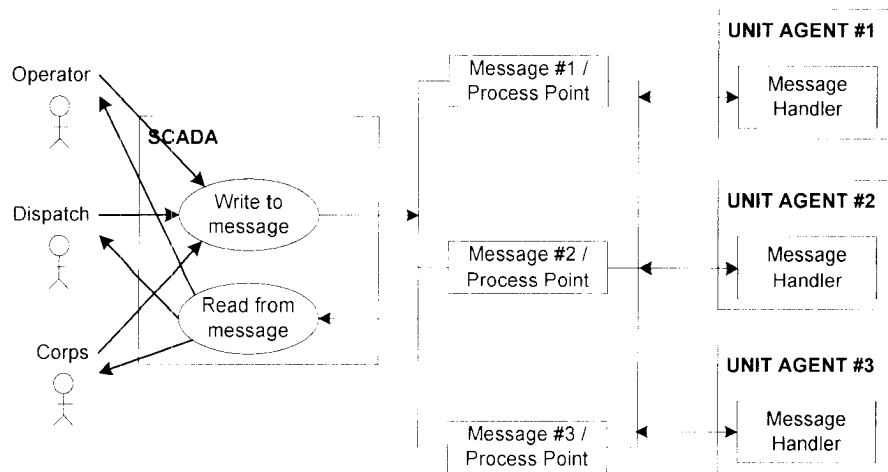 Operator
Dispatch
Corps
SCADA
Write to
message
Read from
message
Message #1 /
Process Point
Message #2 /
Process Point
Message #3 /
Process Point
UNIT AGENT #1
Message
Handler
UNIT AGENT #2
Message
Handler
UNIT AGENT #3
Message
Handler